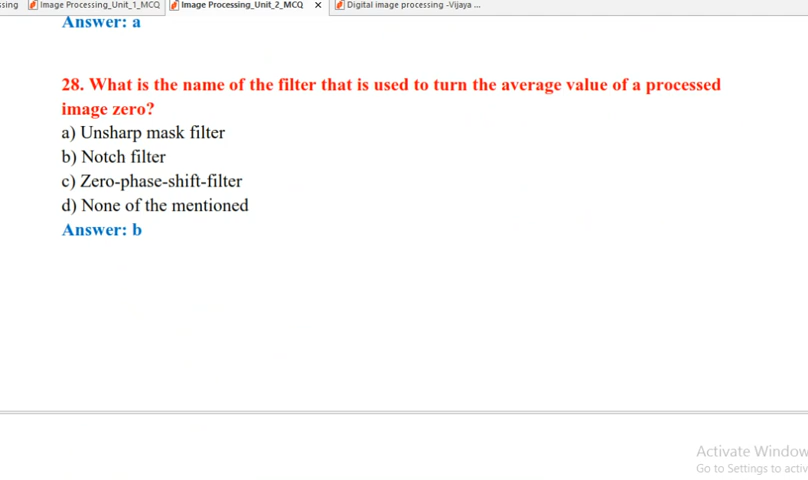 ssing
Image Processing_Unit_1_MCQ
Image Processing_Unit_2_MCQ
Digital image processing -Vijaya ...
Answer: a
28. What is the name of the filter that is used to turn the average value of a processed
image zero?
a) Unsharp mask filter
b) Notch filter
c) Zero-phase-shift-filter
d) None of the mentioned
Answer: b
Activate Window
Go to Settings to activ